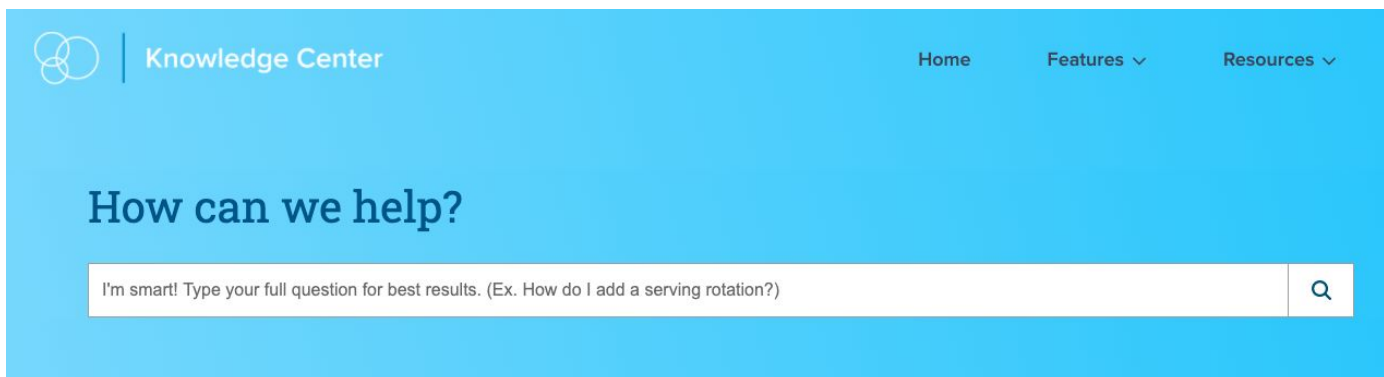 Knowledge Center
Home
Features
Resources
How can we help?
I'm smart! Type your full question for best results. (Ex. How do I add a serving rotation?)